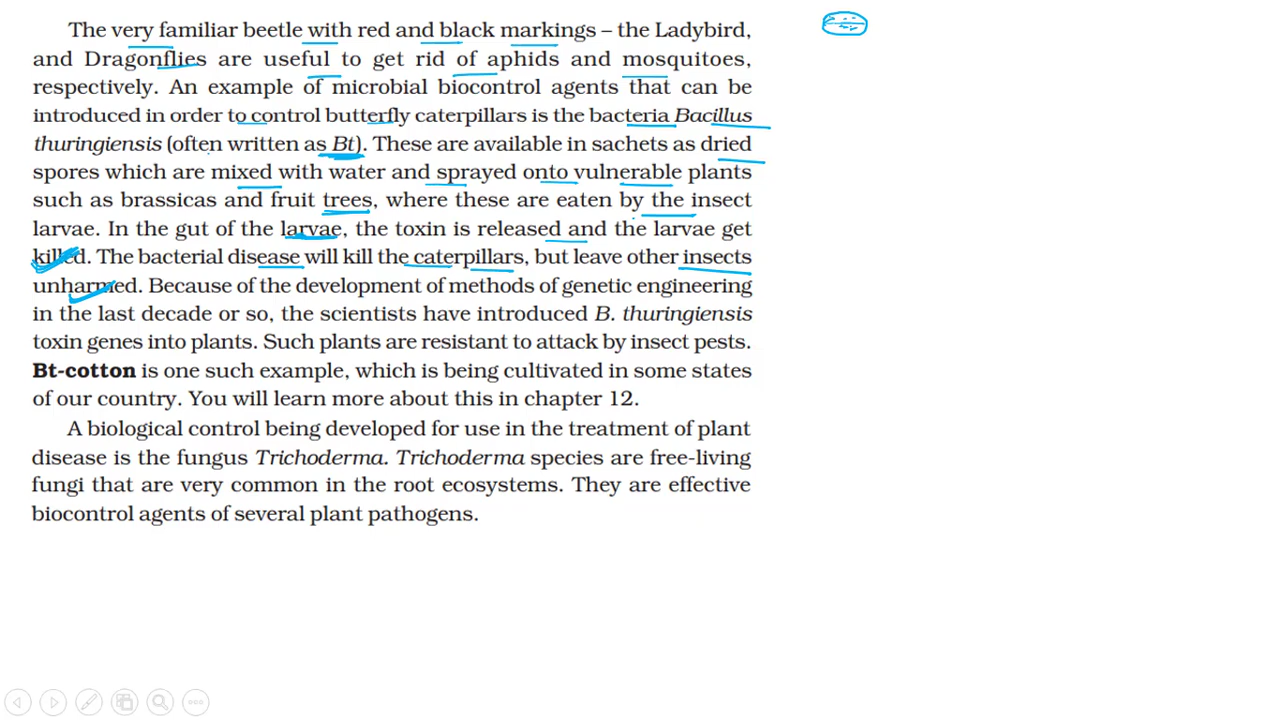 The very familiar beetle with red and black markings – the Ladybird,
and Dragonflies are useful to get rid of aphids and mosquitoes,
respectively. An example of microbial biocontrol agents that can be
introduced in order to control butterfly caterpillars is the bacteria Bacillus
thuringiensis (often written as Bt). These are available in sachets as dried
spores which are mixed with water and sprayed onto vulnerable plants
such as brassicas and fruit trees, where these are eaten by the insect
larvae. In the gut of the larvae, the toxin is released and the larvae get
killed. The bacterial disease will kill the caterpillars, but leave other insects
unharmed. Because of the development of methods of genetic engineering
in the last decade or so, the scientists have introduced B. thuringiensis
toxin genes into plants. Such plants are resistant to attack by insect pests.
Bt-cotton is one such example, which is being cultivated in some states
of our country. You will learn more about this in chapter 12.
A biological control being developed for use in the treatment of plant
disease is the fungus Trichoderma. Trichoderma species are free-living
fungi that are very common in the root ecosystems. They are effective
biocontrol agents of several plant pathogens.